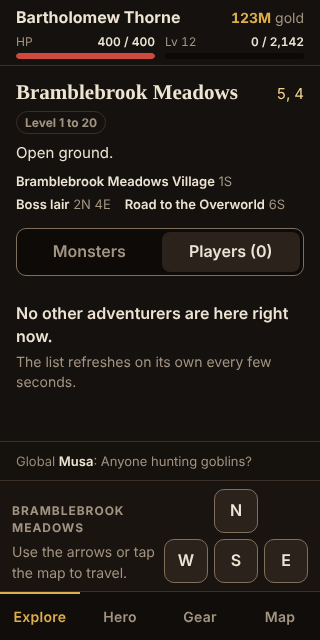 Bartholomew Thorne 123M gold
HP 400 / 400 Lv 12 0 / 2,142
Bramblebrook Meadows 5, 4
Level 1 to 20
Open ground.
Bramblebrook Meadows Village 1S
Boss lair 2N 4E Road to the Overworld 6S
Monsters Players (0)
No other adventurers are here right
now.
The list refreshes on its own every few
seconds.
Global Musa: Anyone hunting goblins?
BRAMBLEBROOK
MEADOWS
Use the arrows or tap
the map to travel.
N
W S E
Explore Hero Gear Map